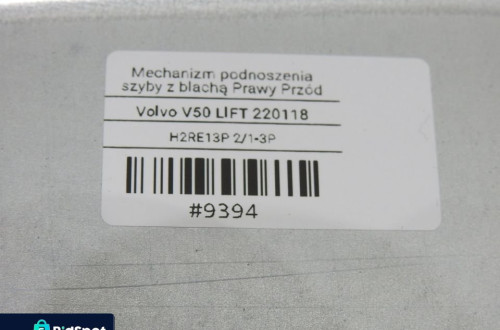 Mechanizm podnoszenia
szyby z blachą Prawy Przód
Volvo V50 LIFT 220118
H2RE13P 2/1-3P
#9394